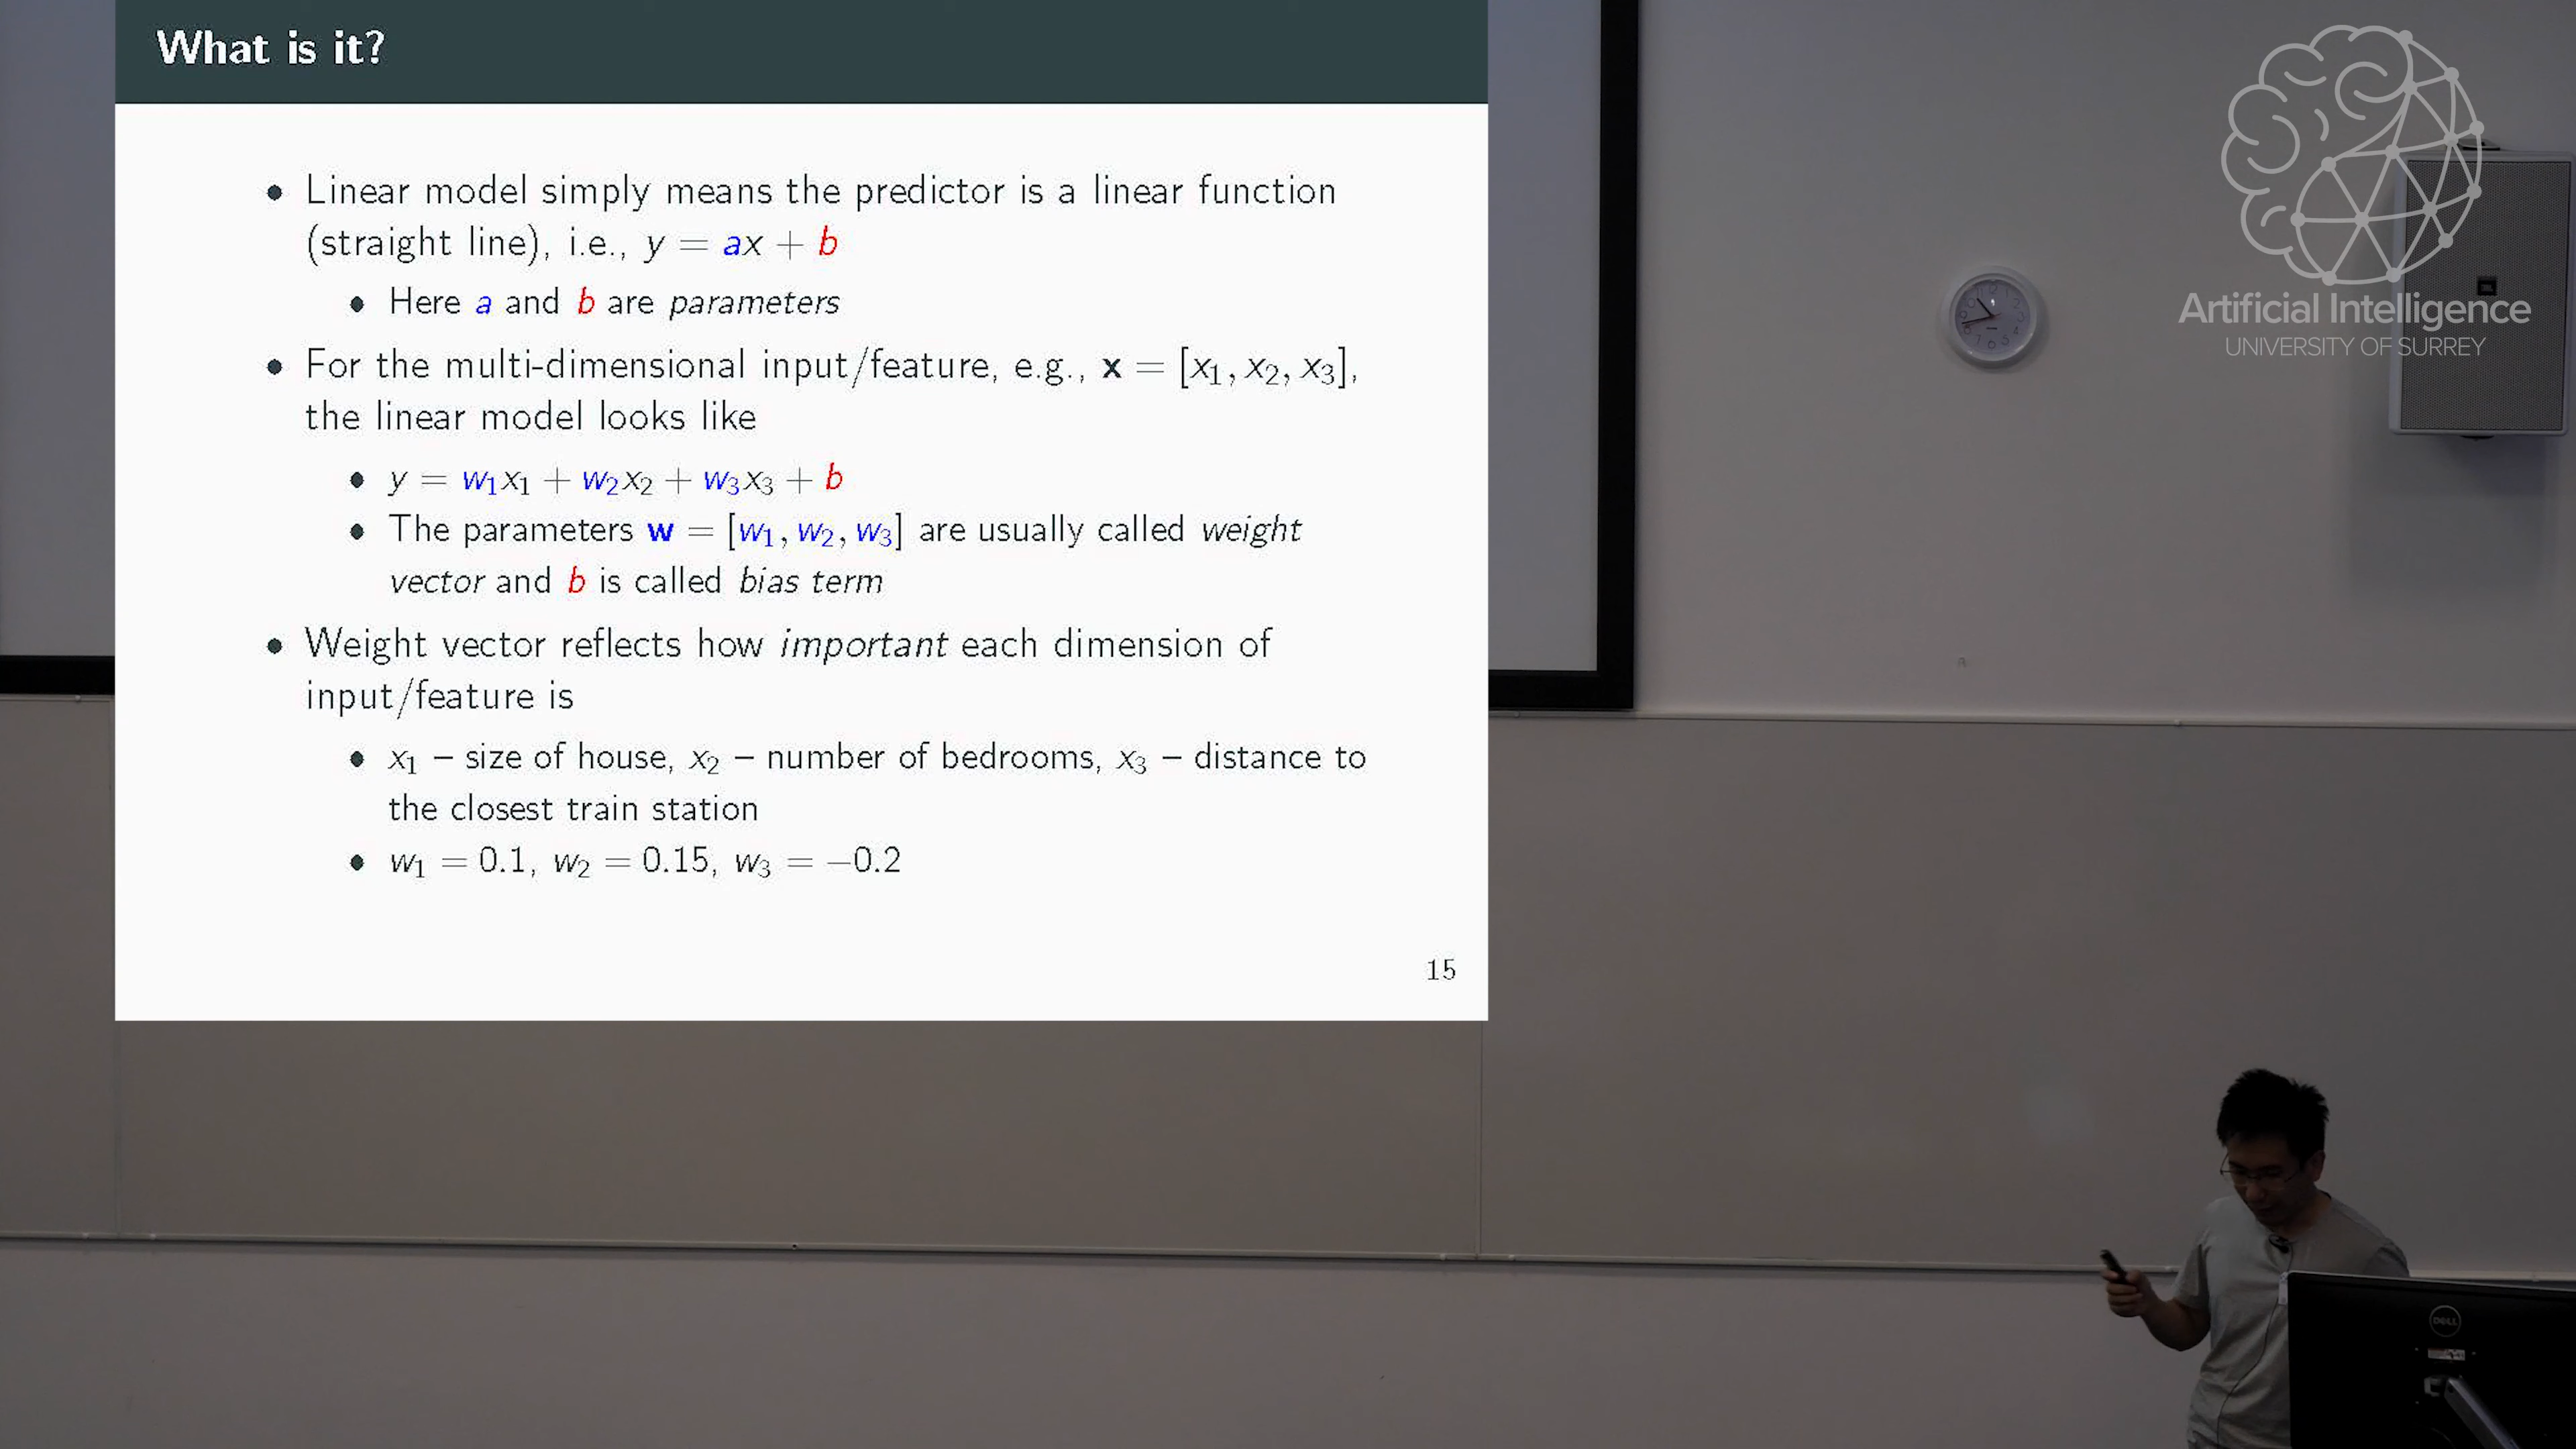 What is it?
• Linear model simply means the predictor is a linear function
(straight line), i.e., y = ax + b
• Here a and b are parameters
• For the multi-dimensional input/feature, e.g., x = [x₁, x₂, x₃],
the linear model looks like
• y = w₁x₁ + w₂x₂ + w₃x₃ + b
• The parameters w = [w₁, w₂, w₃] are usually called weight
vector and b is called bias term
• Weight vector reflects how important each dimension of
input/feature is
• x₁ – size of house, x₂ – number of bedrooms, x₃ – distance to
the closest train station
• w₁ = 0.1, w₂ = 0.15, w₃ = −0.2
15
Artificial Intelligence
UNIVERSITY OF SURREY
DELL